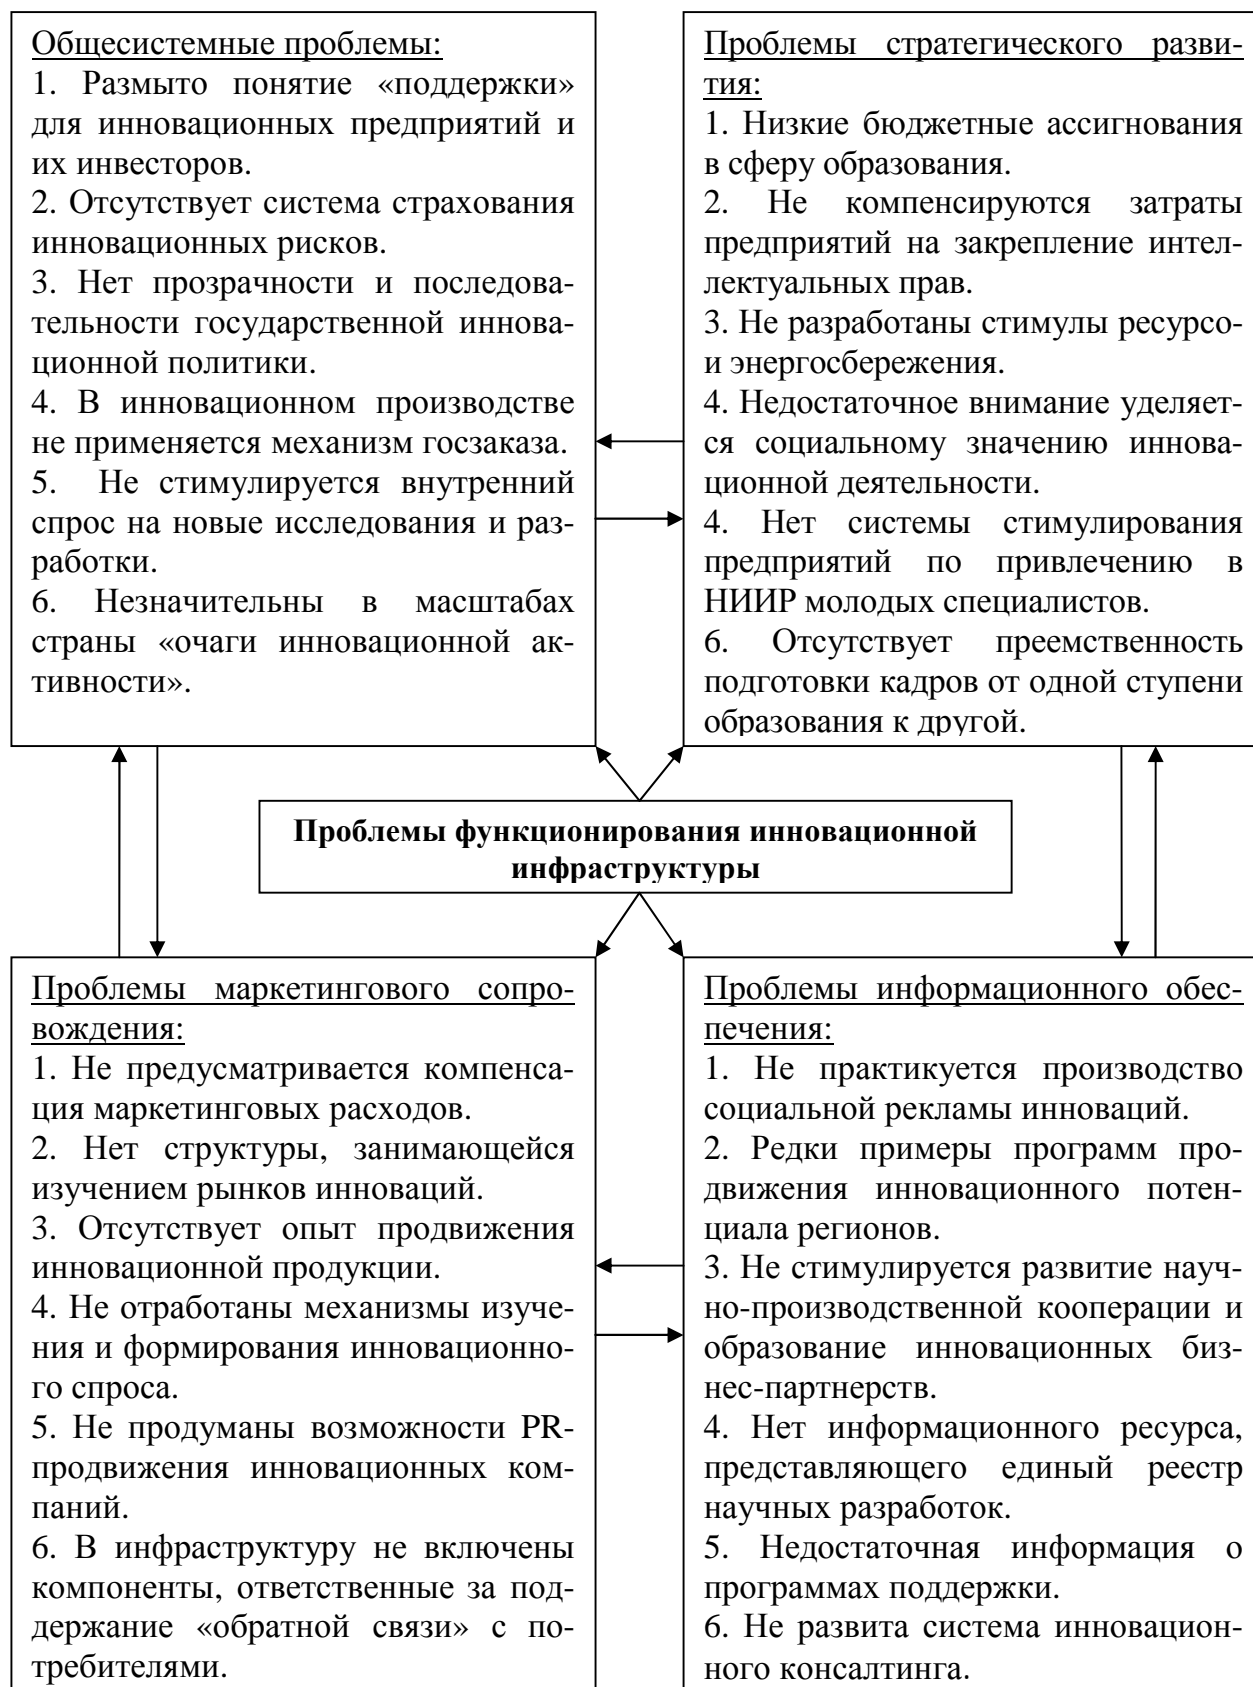 Общесистемные проблемы:
1. Размыто понятие «поддержки»
для инновационных предприятий и
их инвесторов.
2. Отсутствует система страхования
инновационных рисков.
3. Нет прозрачности и последова-
тельности государственной иннова-
ционной политики.
4. В инновационном производстве
не применяется механизм госзаказа.
5. Не стимулируется внутренний
спрос на новые исследования и раз-
работки.
6. Незначительны в масштабах
страны «очаги инновационной ак-
тивности».
Проблемы стратегического разви-
тия:
1. Низкие бюджетные ассигнования
в сферу образования.
2. Не компенсируются затраты
предприятий на закрепление интел-
лектуальных прав.
3. Не разработаны стимулы ресурсо-
и энергосбережения.
4. Недостаточное внимание уделяет-
ся социальному значению иннова-
ционной деятельности.
4. Нет системы стимулирования
предприятий по привлечению в
НИИР молодых специалистов.
6. Отсутствует преемственность
подготовки кадров от одной ступени
образования к другой.
Проблемы функционирования инновационной
инфраструктуры
Проблемы маркетингового сопро-
вождения:
1. Не предусматривается компенса-
ция маркетинговых расходов.
2. Нет структуры, занимающейся
изучением рынков инноваций.
3. Отсутствует опыт продвижения
инновационной продукции.
4. Не отработаны механизмы изуче-
ния и формирования инновационно-
го спроса.
5. Не продуманы возможности PR-
продвижения инновационных ком-
паний.
6. В инфраструктуру не включены
компоненты, ответственные за под-
держание «обратной связи» с по-
требителями.
Проблемы информационного обес-
печения:
1. Не практикуется производство
социальной рекламы инноваций.
2. Редки примеры программ про-
движения инновационного потен-
циала регионов.
3. Не стимулируется развитие науч-
но-производственной кооперации и
образование инновационных биз-
нес-партнерств.
4. Нет информационного ресурса,
представляющего единый реестр
научных разработок.
5. Недостаточная информация о
программах поддержки.
6. Не развита система инновацион-
ного консалтинга.